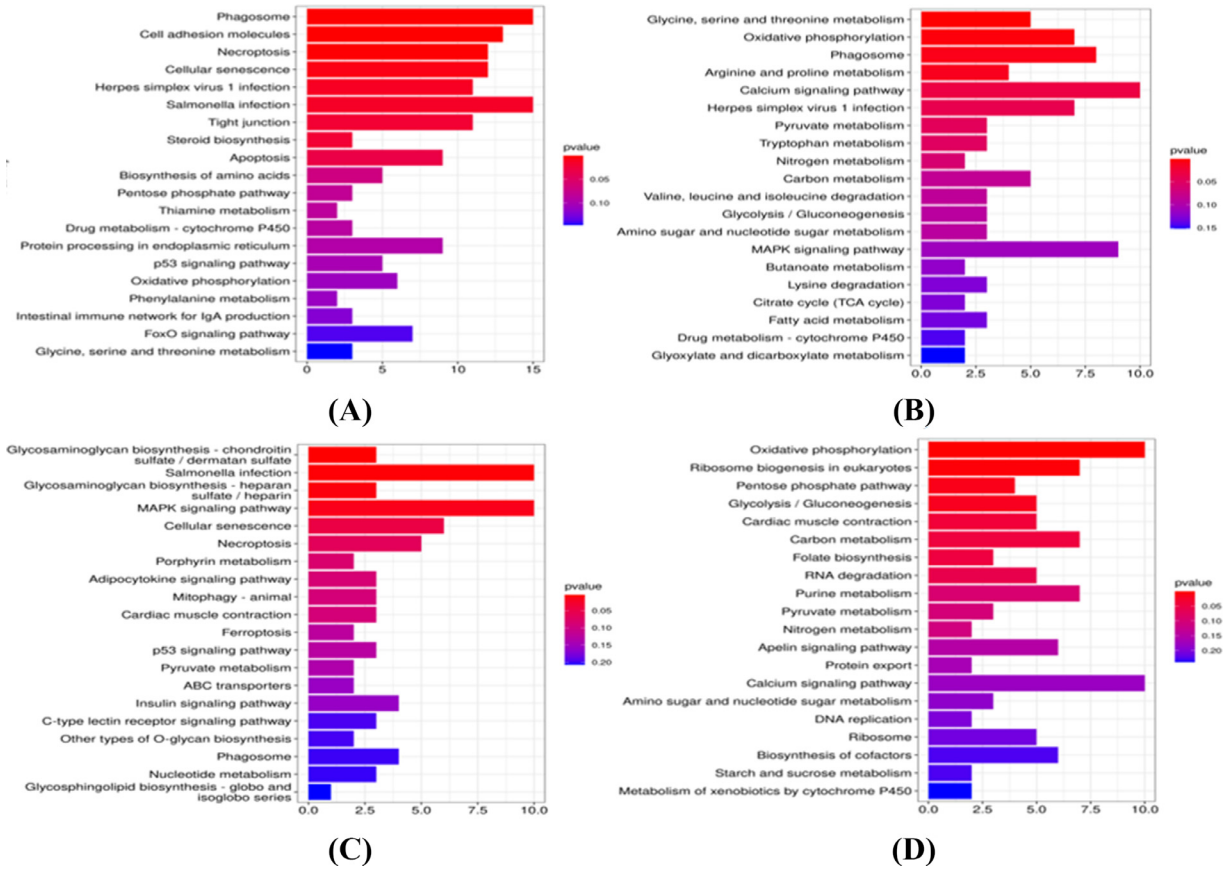 Phagosome
Cell adhesion molecules
Necroptosis
Cellular senescence
Herpes simplex virus 1 infection
Salmonella infection
Tight junction
Steroid biosynthesis
Apoptosis
Biosynthesis of amino acids
Pentose phosphate pathway
Thiamine metabolism
Drug metabolism - cytochrome P450
Protein processing in endoplasmic reticulum
p53 signaling pathway
Oxidative phosphorylation
Phenylalanine metabolism
Intestinal immune network for IgA production
FoxO signaling pathway
Glycine, serine and threonine metabolism
0 5 10 15
pvalue
0.05
0.10
(A)
Glycine, serine and threonine metabolism
Oxidative phosphorylation
Phagosome
Arginine and proline metabolism
Calcium signaling pathway
Herpes simplex virus 1 infection
Pyruvate metabolism
Tryptophan metabolism
Nitrogen metabolism
Carbon metabolism
Valine, leucine and isoleucine degradation
Glycolysis / Gluconeogenesis
Amino sugar and nucleotide sugar metabolism
MAPK signaling pathway
Butanoate metabolism
Lysine degradation
Citrate cycle (TCA cycle)
Fatty acid metabolism
Drug metabolism - cytochrome P450
Glyoxylate and dicarboxylate metabolism
0.0 2.5 5.0 7.5 10.0
pvalue
0.05
0.10
0.15
(B)
Glycosaminoglycan biosynthesis - chondroitin
sulfate / dermatan sulfate
Salmonella infection
Glycosaminoglycan biosynthesis - heparan
sulfate / heparin
MAPK signaling pathway
Cellular senescence
Necroptosis
Porphyrin metabolism
Adipocytokine signaling pathway
Mitophagy - animal
Cardiac muscle contraction
Ferroptosis
p53 signaling pathway
Pyruvate metabolism
ABC transporters
Insulin signaling pathway
C-type lectin receptor signaling pathway
Other types of O-glycan biosynthesis
Phagosome
Nucleotide metabolism
Glycosphingolipid biosynthesis - globo and
isoglobo series
0.0 2.5 5.0 7.5 10.0
pvalue
0.05
0.10
0.15
0.20
(C)
Oxidative phosphorylation
Ribosome biogenesis in eukaryotes
Pentose phosphate pathway
Glycolysis / Gluconeogenesis
Cardiac muscle contraction
Carbon metabolism
Folate biosynthesis
RNA degradation
Purine metabolism
Pyruvate metabolism
Nitrogen metabolism
Apelin signaling pathway
Protein export
Calcium signaling pathway
Amino sugar and nucleotide sugar metabolism
DNA replication
Ribosome
Biosynthesis of cofactors
Starch and sucrose metabolism
Metabolism of xenobiotics by cytochrome P450
0.0 2.5 5.0 7.5 10.0
pvalue
0.05
0.10
0.15
0.20
(D)